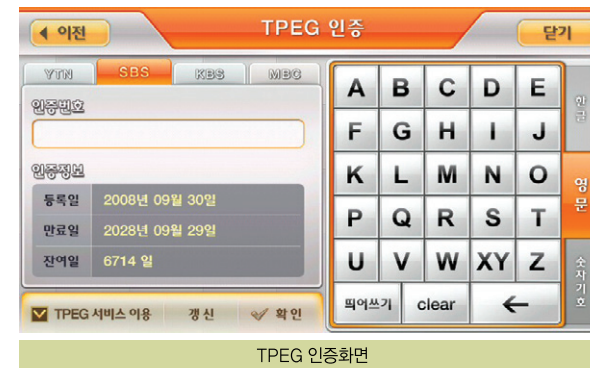 이전
TPEG 인증
닫기
YTN SBS KBS MBC
인증번호
인증정보
등록일 2008년 09월 30일
만료일 2028년 09월 29일
잔여일 6714 일
TPEG 서비스 이용 갱신 확인
A B C D E
F G H I J
K L M N O
P Q R S T
U V W XY Z
띄어쓰기 clear ←
한글
영문
숫자기호
TPEG 인증화면